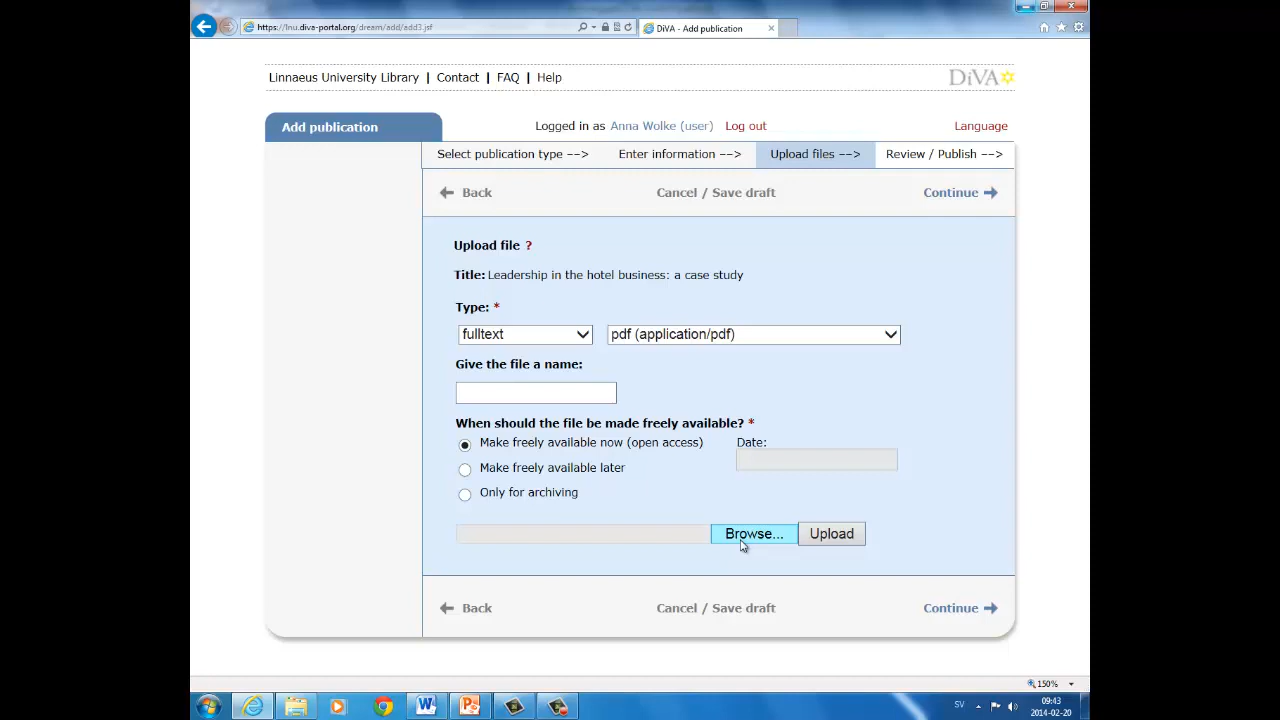 https://lnu.diva-portal.org/dream/add/add3.jsf
DiVA - Add publication
Linnaeus University Library | Contact | FAQ | Help
DiVA
Add publication
Logged in as Anna Wolke (user) Log out
Language
Select publication type -->
Enter information -->
Upload files -->
Review / Publish -->
Back
Cancel / Save draft
Continue
Upload file ?
Title: Leadership in the hotel business: a case study
Type: *
fulltext
pdf (application/pdf)
Give the file a name:
When should the file be made freely available? *
Make freely available now (open access)
Date:
Make freely available later
Only for archiving
Browse...
Upload
Back
Cancel / Save draft
Continue
150%
SV
09:43
2014-02-20